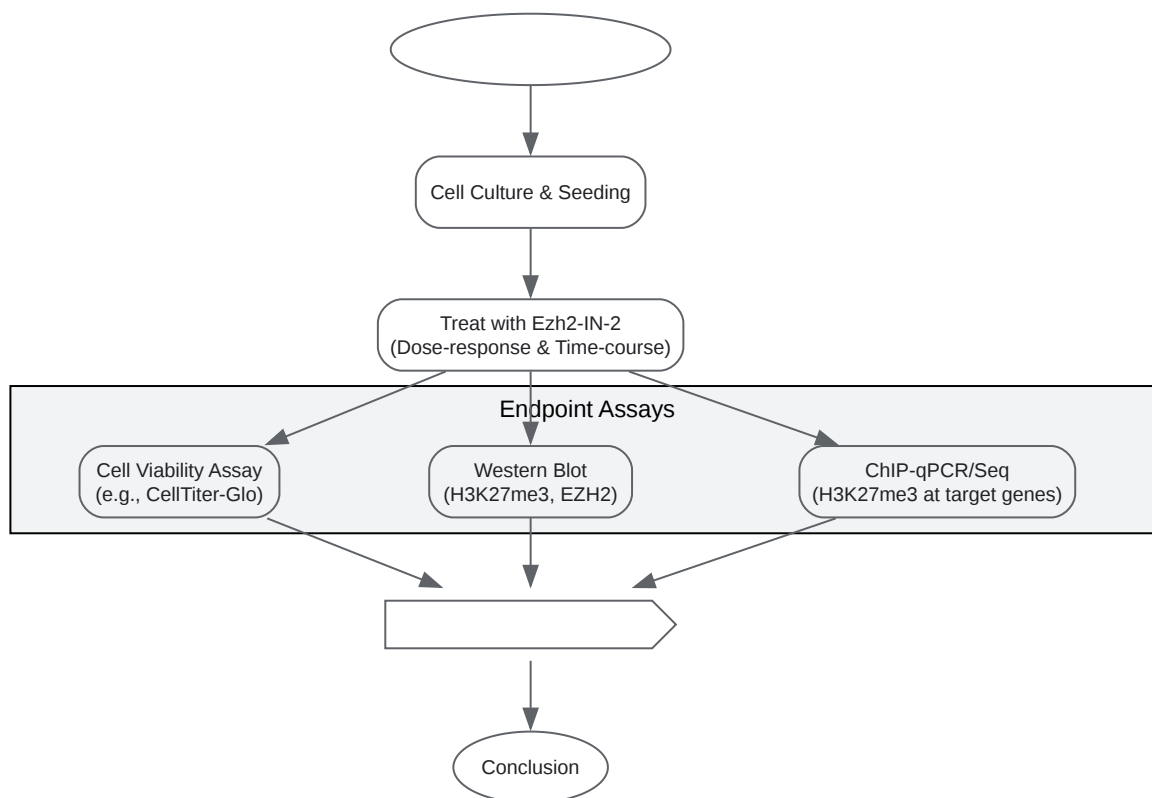 Cell Culture & Seeding
Treat with Ezh2-IN-2
(Dose-response & Time-course)
Endpoint Assays
Cell Viability Assay
(e.g., CellTiter-Glo)
Western Blot
(H3K27me3, EZH2)
ChIP-qPCR/Seq
(H3K27me3 at target genes)
Conclusion